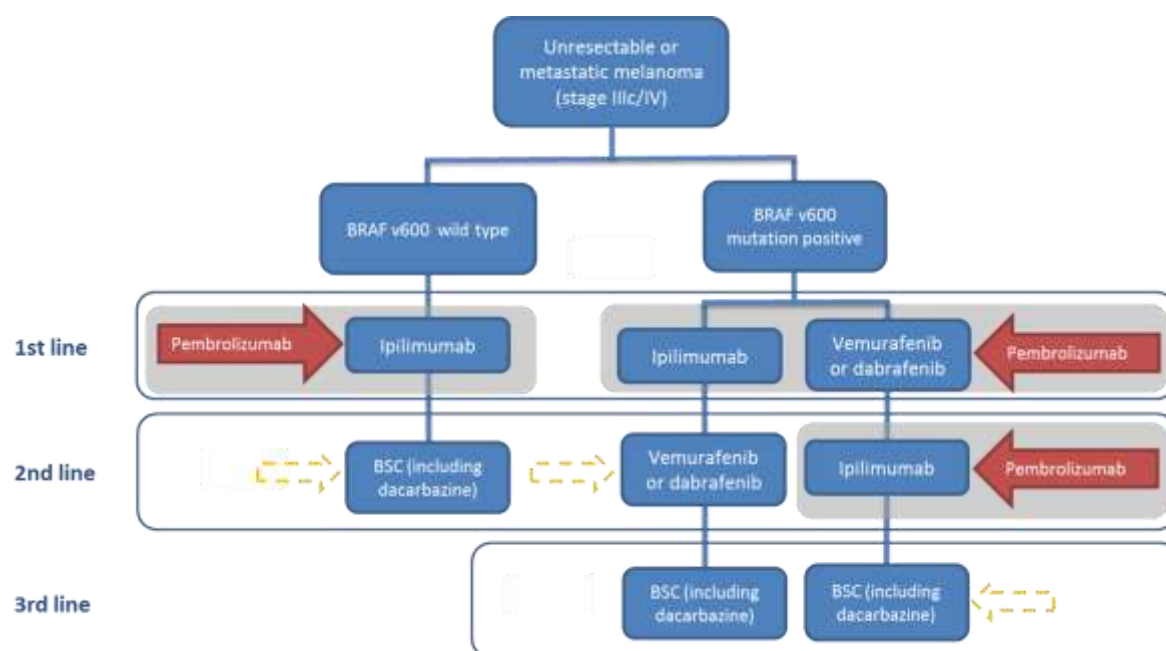 Unresectable or
metastatic melanoma
(stage IIIc/IV)
BRAF v600 wild type
BRAF v600
mutation positive
1st line
Pembrolizumab
Ipilimumab
Ipilimumab
Vemurafenib
or dabrafenib
Pembrolizumab
2nd line
BSC (including
dacarbazine)
Vemurafenib
or dabrafenib
Ipilimumab
Pembrolizumab
3rd line
BSC (including
dacarbazine)
BSC (including
dacarbazine)